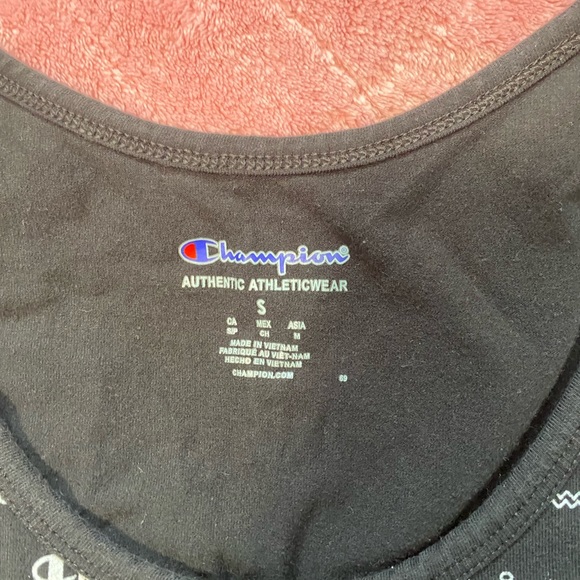 Champion®
AUTHENTIC ATHLETICWEAR
S
CA MEX ASIA
S/P CH M
MADE IN VIETNAM
FABRIQUÉ AU VIÊT-NAM
HECHO EN VIETNAM
CHAMPION.COM 69